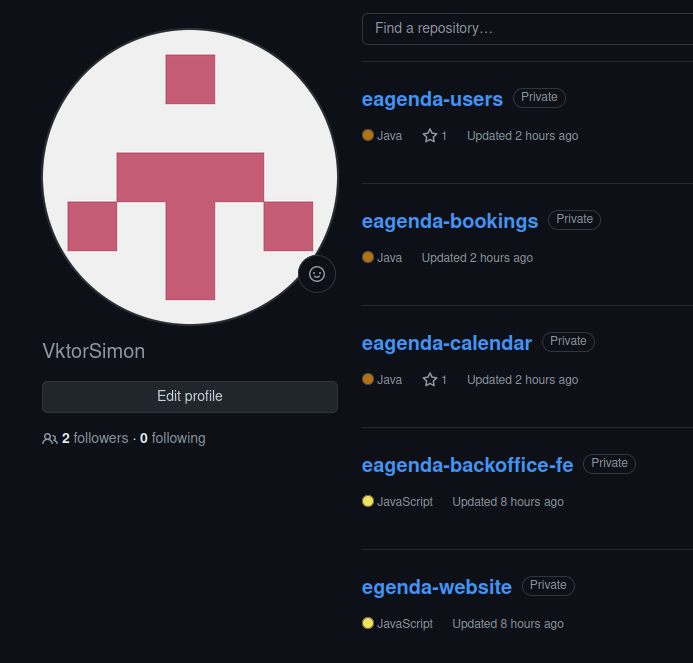 VktorSimon
Edit profile
2 followers · 0 following
Find a repository…
eagenda-users Private
Java 1 Updated 2 hours ago
eagenda-bookings Private
Java Updated 2 hours ago
eagenda-calendar Private
Java 1 Updated 2 hours ago
eagenda-backoffice-fe Private
JavaScript Updated 8 hours ago
egenda-website Private
JavaScript Updated 8 hours ago